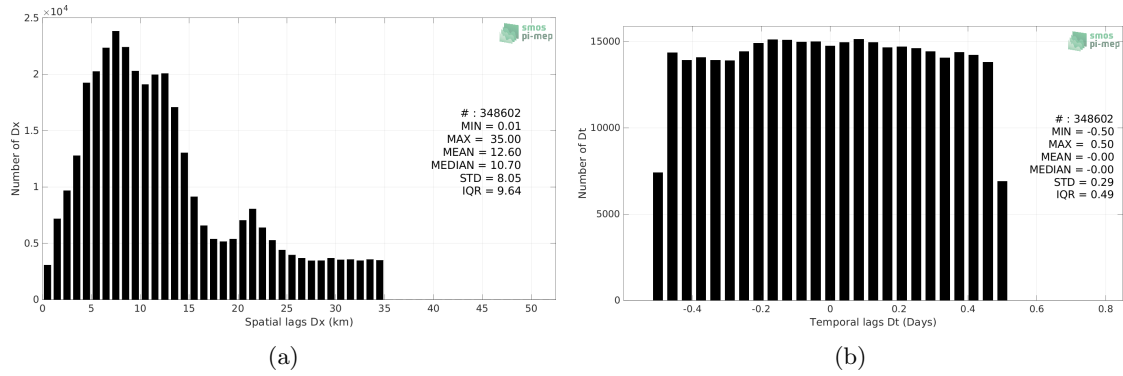 ×10⁴
2.5
2
1.5
1
0.5
0
Number of Dx
0 5 10 15 20 25 30 35 40 45 50
Spatial lags Dx (km)
smos
pi-mep
# : 348602
MIN = 0.01
MAX = 35.00
MEAN = 12.60
MEDIAN = 10.70
STD = 8.05
IQR = 9.64
(a)
15000
10000
5000
0
Number of Dt
-0.4 -0.2 0 0.2 0.4 0.6 0.8
Temporal lags Dt (Days)
smos
pi-mep
# : 348602
MIN = -0.50
MAX = 0.50
MEAN = -0.00
MEDIAN = -0.00
STD = 0.29
IQR = 0.49
(b)